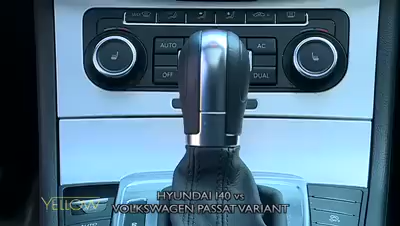 AUTO
AC
OFF
DUAL
HYUNDAI I40 vs
VOLKSWAGEN PASSAT VARIANT
YELLOW